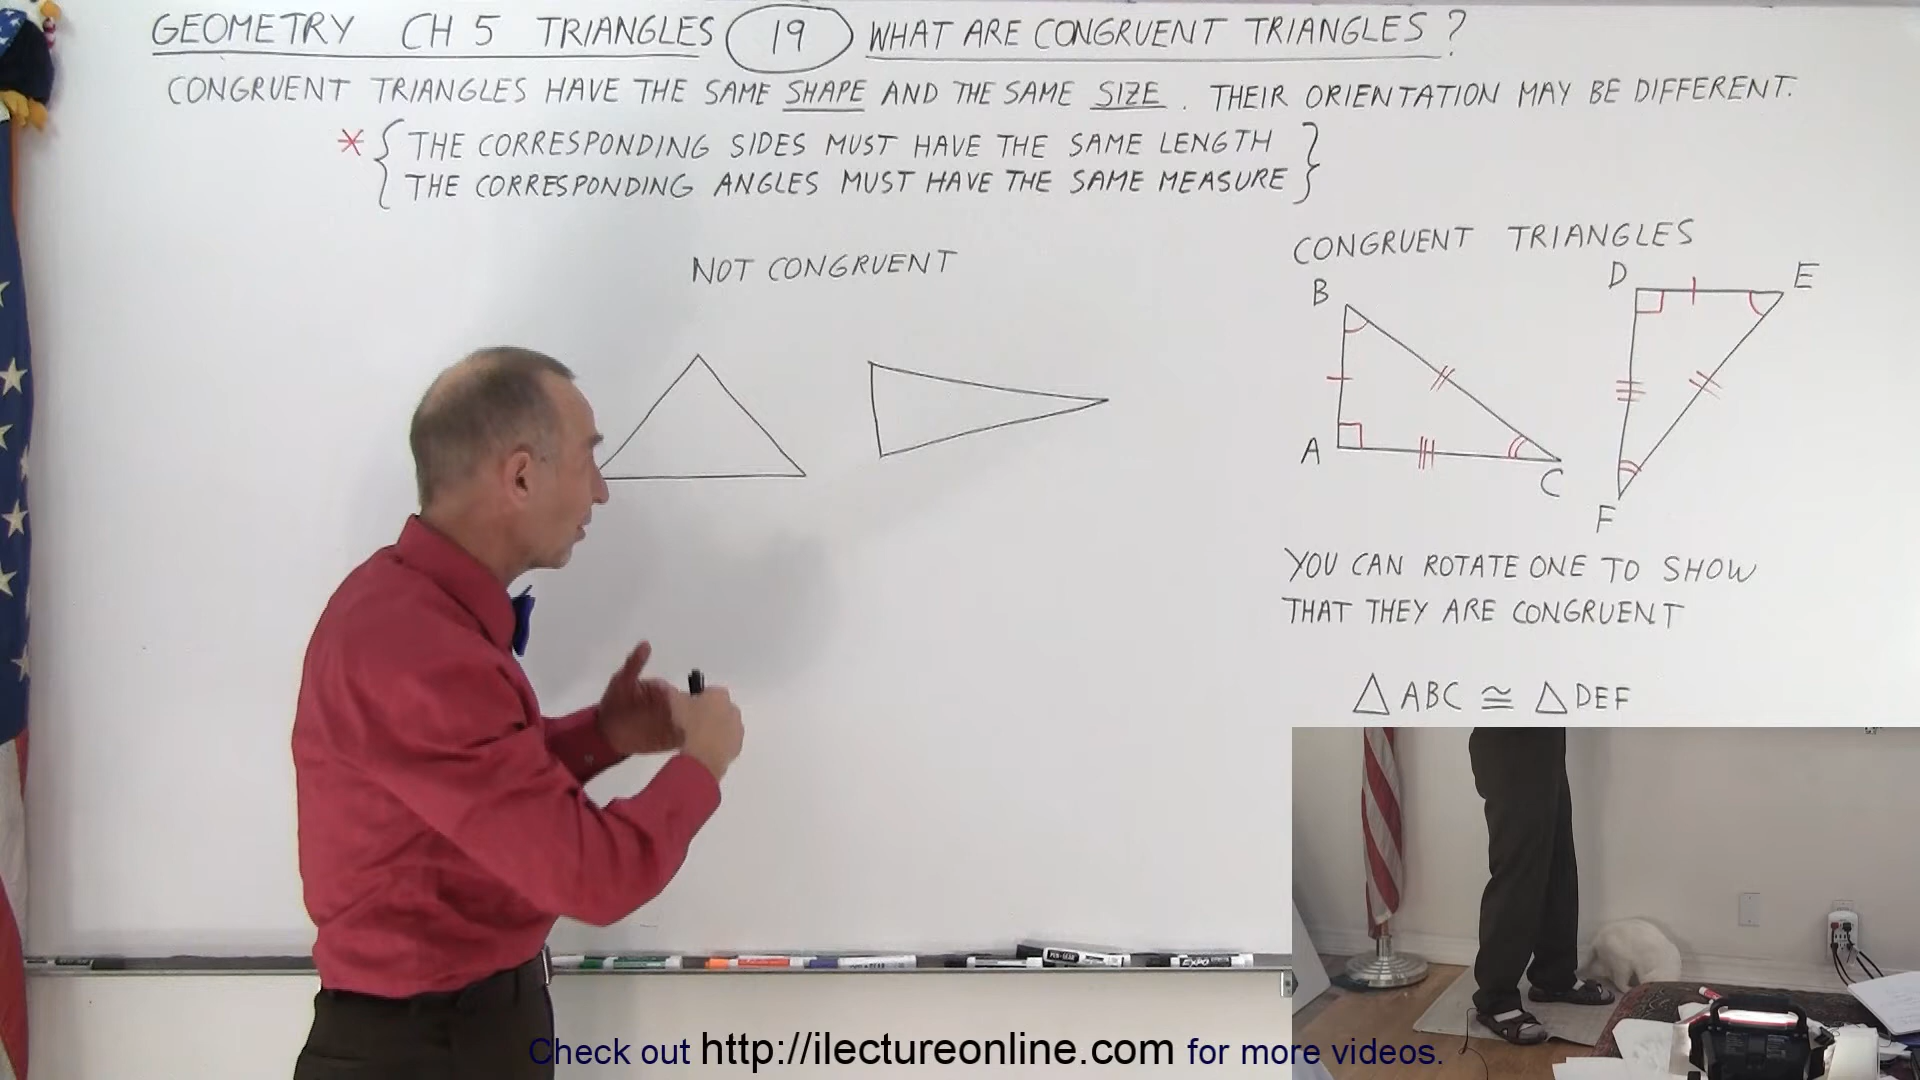 GEOMETRY CH 5 TRIANGLES 19 WHAT ARE CONGRUENT TRIANGLES ?
CONGRUENT TRIANGLES HAVE THE SAME SHAPE AND THE SAME SIZE . THEIR ORIENTATION MAY BE DIFFERENT.
* { THE CORRESPONDING SIDES MUST HAVE THE SAME LENGTH }
{ THE CORRESPONDING ANGLES MUST HAVE THE SAME MEASURE }
NOT CONGRUENT
CONGRUENT TRIANGLES
B
D E
A
C
F
YOU CAN ROTATE ONE TO SHOW
THAT THEY ARE CONGRUENT
△ ABC ≅ △ DEF
EXPO
Check out http://ilectureonline.com for more videos.